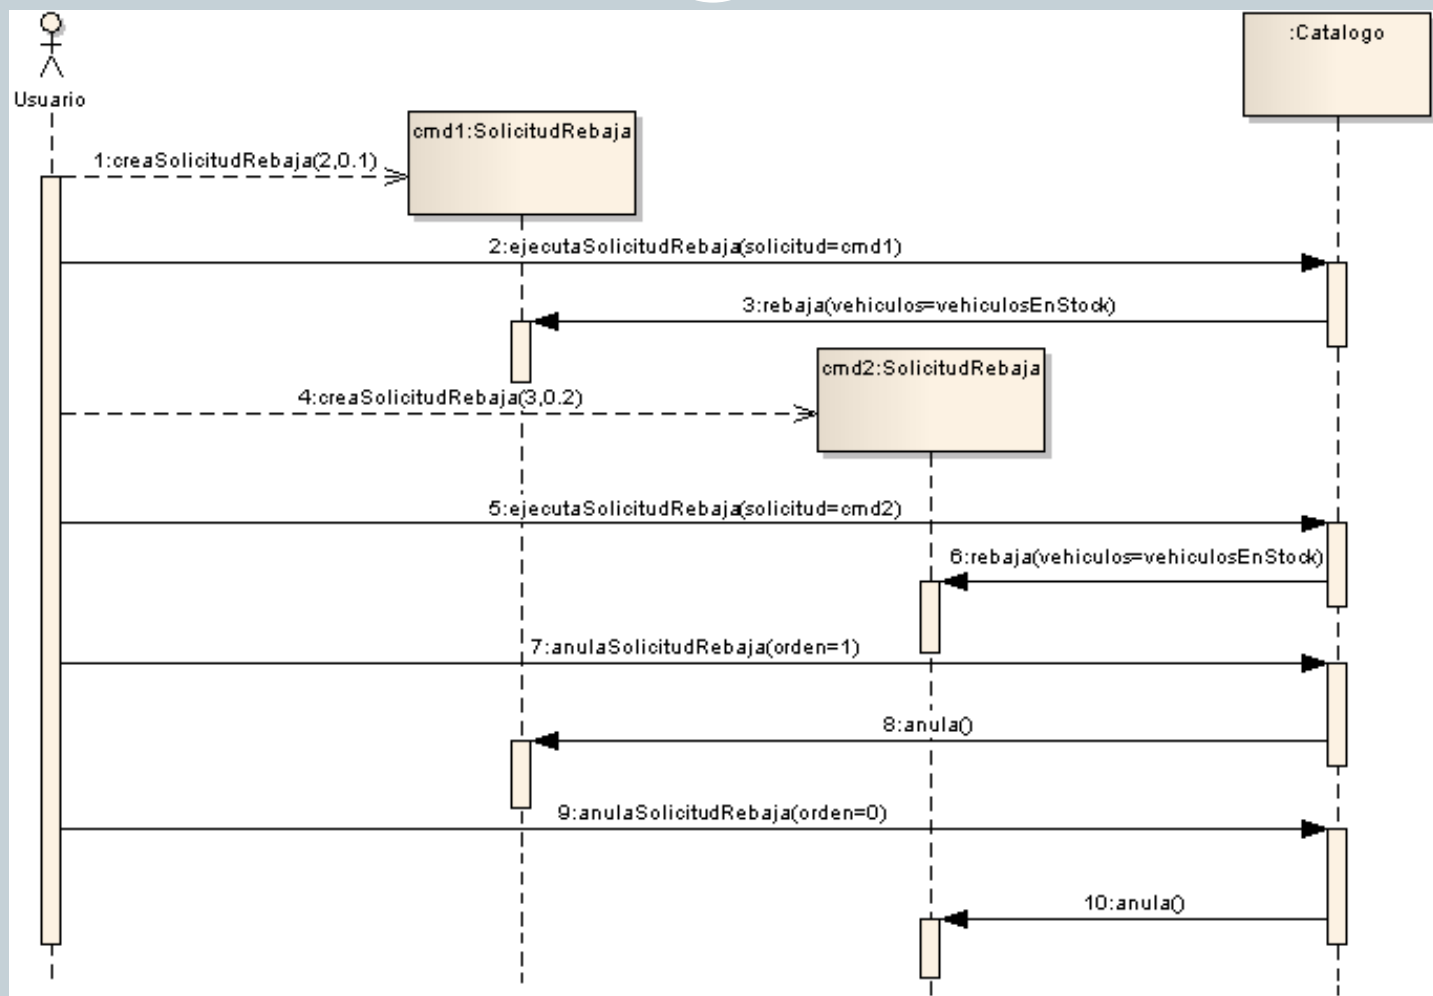 :Catalogo
Usuario
cmd1:SolicitudRebaja
1:creaSolicitudRebaja(2,0.1)
2:ejecutaSolicitudRebaja(solicitud=cmd1)
3:rebaja(vehiculos=vehiculosEnStock)
cmd2:SolicitudRebaja
4:creaSolicitudRebaja(3,0.2)
5:ejecutaSolicitudRebaja(solicitud=cmd2)
6:rebaja(vehiculos=vehiculosEnStock)
7:anulaSolicitudRebaja(orden=1)
8:anula()
9:anulaSolicitudRebaja(orden=0)
10:anula()